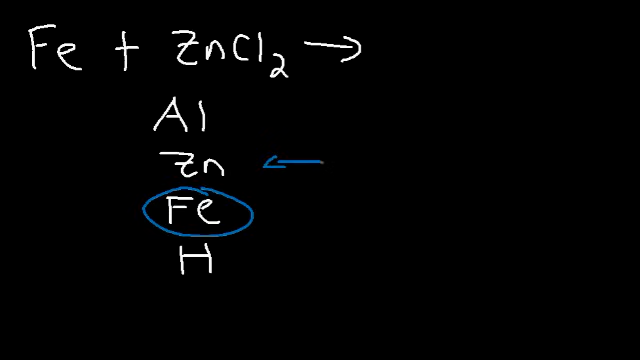 Fe + ZnCl₂ →
Al
Zn ←
Fe
H